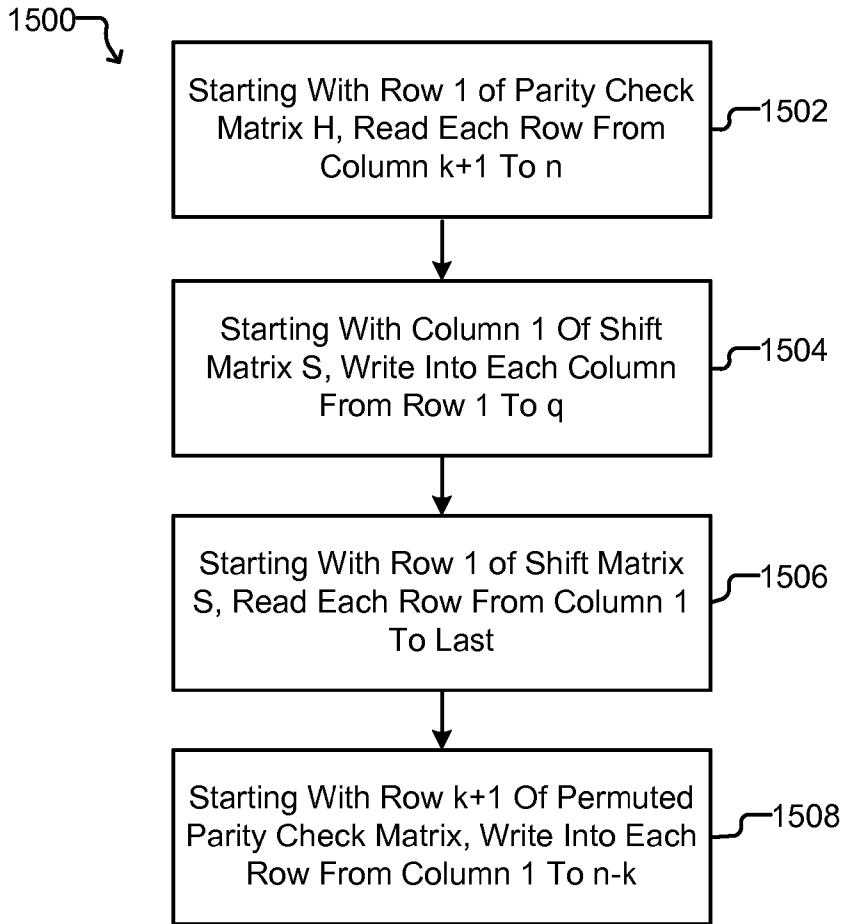 1500
Starting With Row 1 of Parity Check
Matrix H, Read Each Row From
Column k+1 To n
1502
Starting With Column 1 Of Shift
Matrix S, Write Into Each Column
From Row 1 To q
1504
Starting With Row 1 of Shift Matrix
S, Read Each Row From Column 1
To Last
1506
Starting With Row k+1 Of Permuted
Parity Check Matrix, Write Into Each
Row From Column 1 To n-k
1508